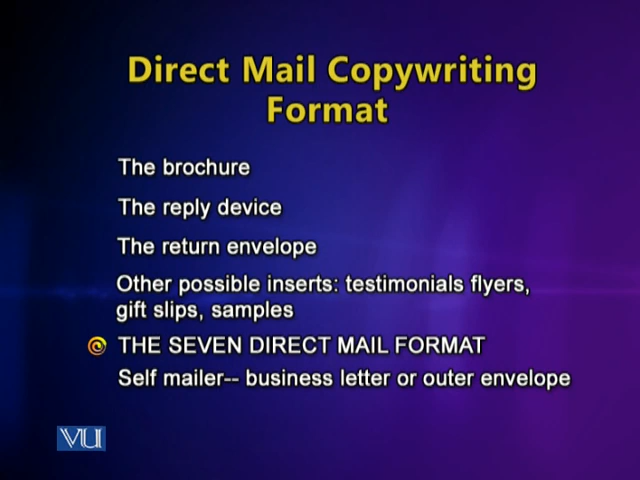 Direct Mail Copywriting
Format
The brochure
The reply device
The return envelope
Other possible inserts: testimonials flyers,
gift slips, samples
THE SEVEN DIRECT MAIL FORMAT
Self mailer-- business letter or outer envelope
VU